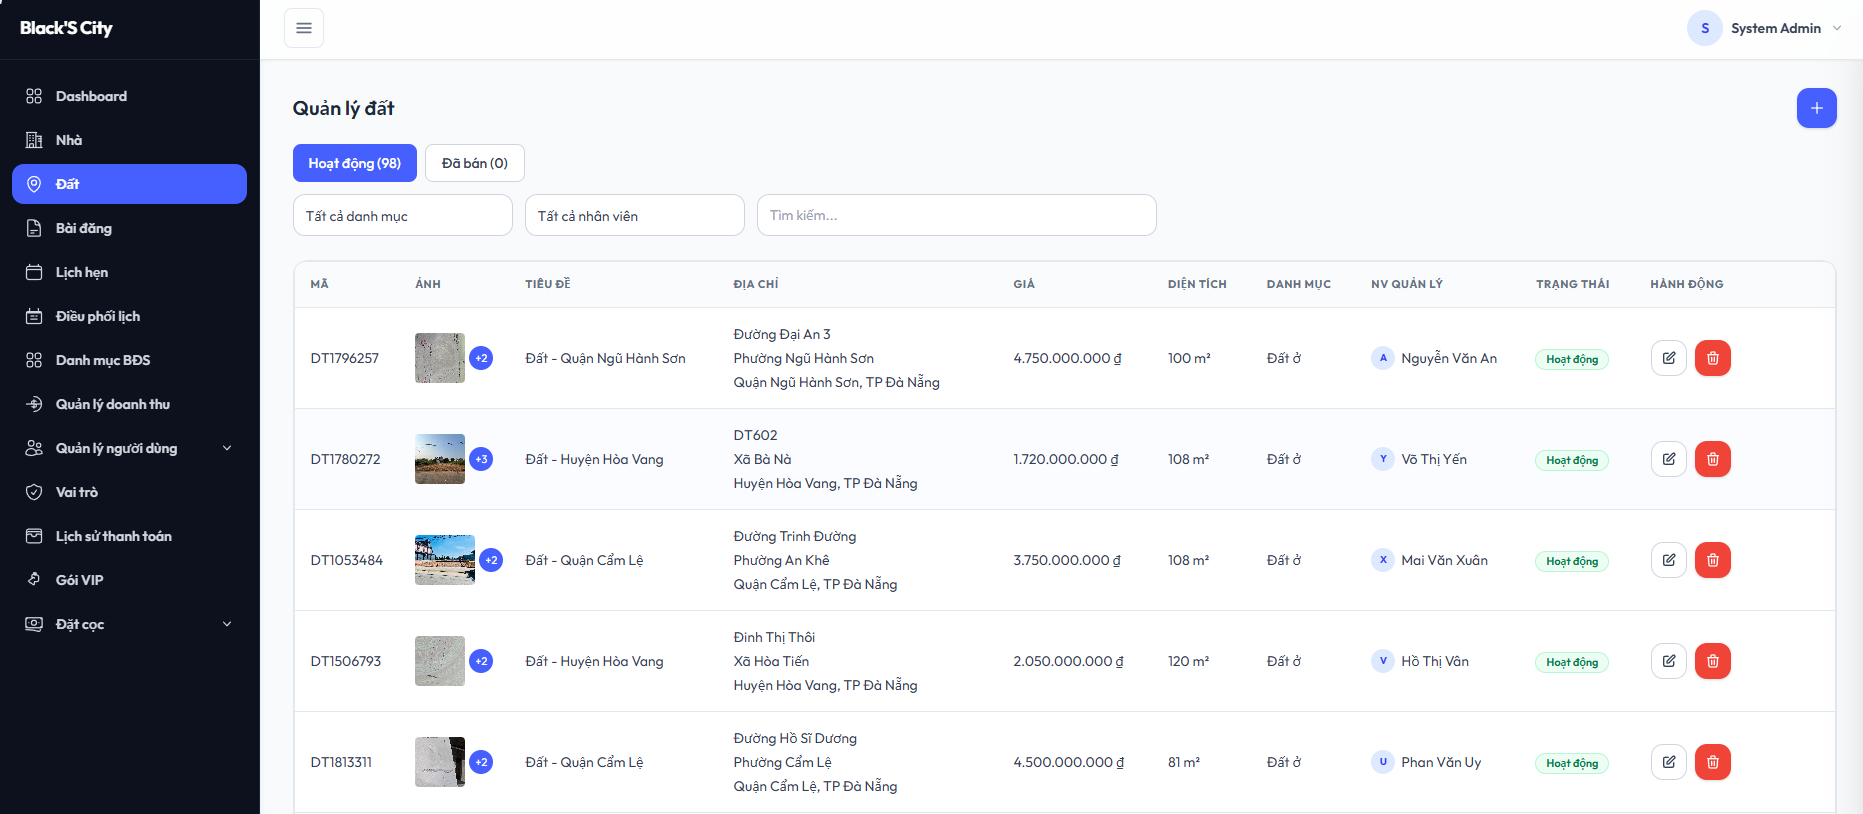 Black'S City
S System Admin
Dashboard
Nhà
Đất
Bài đăng
Lịch hẹn
Điều phối lịch
Danh mục BĐS
Quản lý doanh thu
Quản lý người dùng
Vai trò
Lịch sử thanh toán
Gói VIP
Đặt cọc
Quản lý đất
Hoạt động (98) Đã bán (0)
Tất cả danh mục Tất cả nhân viên Tìm kiếm...
MÃ ẢNH TIÊU ĐỀ ĐỊA CHỈ GIÁ DIỆN TÍCH DANH MỤC NV QUẢN LÝ TRẠNG THÁI HÀNH ĐỘNG
Đường Đại An 3
DT1796257 +2 Đất - Quận Ngũ Hành Sơn Phường Ngũ Hành Sơn 4.750.000.000 ₫ 100 m² Đất ở A Nguyễn Văn An Hoạt động
Quận Ngũ Hành Sơn, TP Đà Nẵng
DT602
DT1780272 +3 Đất - Huyện Hòa Vang Xã Bà Nà 1.720.000.000 ₫ 108 m² Đất ở Y Võ Thị Yến Hoạt động
Huyện Hòa Vang, TP Đà Nẵng
Đường Trinh Đường
DT1053484 +2 Đất - Quận Cẩm Lệ Phường An Khê 3.750.000.000 ₫ 108 m² Đất ở X Mai Văn Xuân Hoạt động
Quận Cẩm Lệ, TP Đà Nẵng
Đinh Thị Thôi
DT1506793 +2 Đất - Huyện Hòa Vang Xã Hòa Tiến 2.050.000.000 ₫ 120 m² Đất ở V Hồ Thị Vân Hoạt động
Huyện Hòa Vang, TP Đà Nẵng
Đường Hồ Sĩ Dương
DT1813311 +2 Đất - Quận Cẩm Lệ Phường Cẩm Lệ 4.500.000.000 ₫ 81 m² Đất ở U Phan Văn Uy Hoạt động
Quận Cẩm Lệ, TP Đà Nẵng